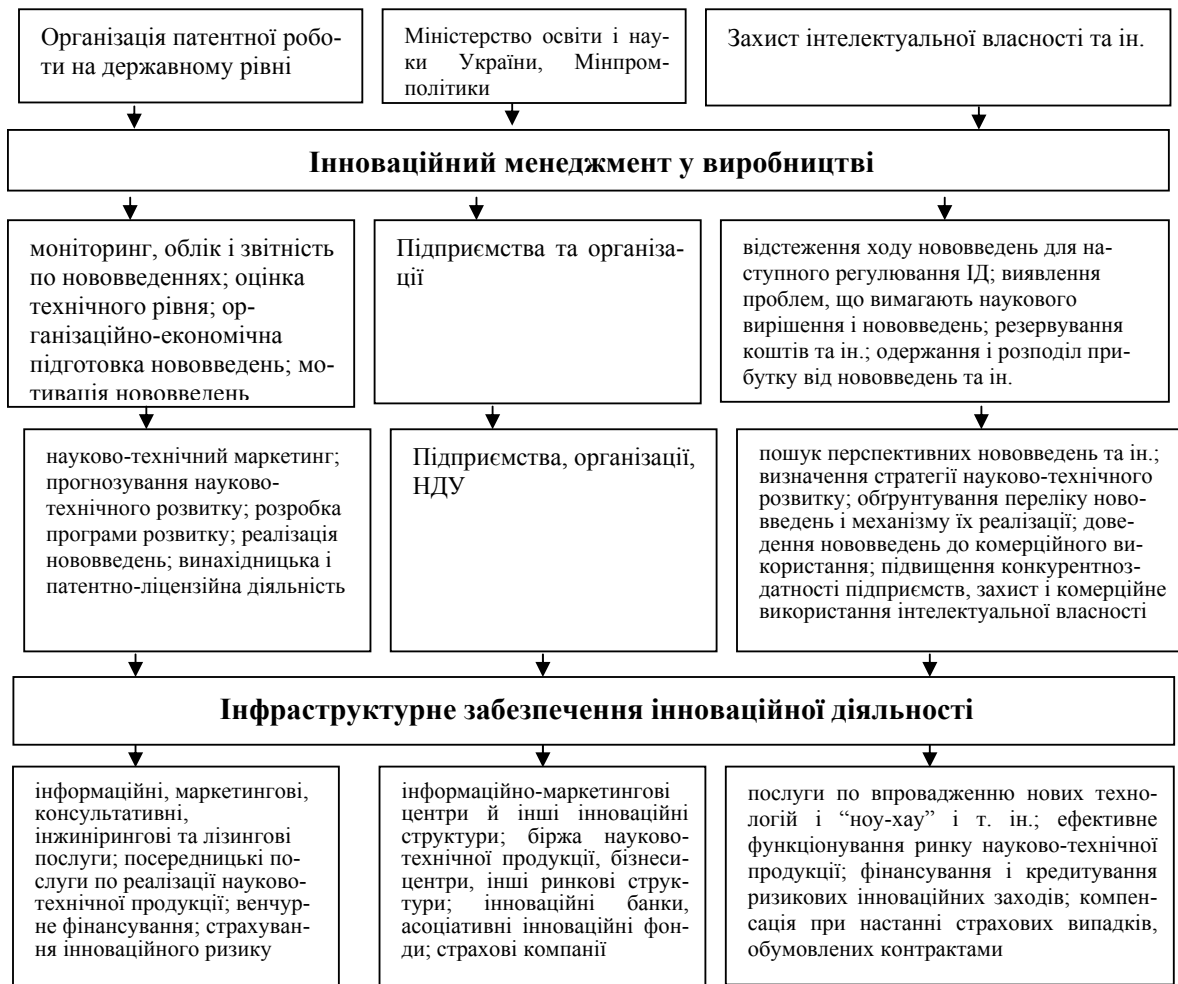 Організація патентної робо-
ти на державному рівні
Міністерство освіти і нау-
ки України, Мінпром-
політики
Захист інтелектуальної власності та ін.
Інноваційний менеджмент у виробництві
моніторинг, облік і звітність
по нововведеннях; оцінка
технічного рівня; ор-
ганізаційно-економічна
підготовка нововведень; мо-
тивація нововведень
Підприємства та організа-
ції
відстеження ходу нововведень для на-
ступного регулювання ІД; виявлення
проблем, що вимагають наукового
вирішення і нововведень; резервування
коштів та ін.; одержання і розподіл при-
бутку від нововведень та ін.
науково-технічний маркетинг;
прогнозування науково-
технічного розвитку; розробка
програми розвитку; реалізація
нововведень; винахідницька і
патентно-ліцензійна діяльність
Підприємства, організації,
НДУ
пошук перспективних нововведень та ін.;
визначення стратегії науково-технічного
розвитку; обґрунтування переліку ново-
введень і механізму їх реалізації; дове-
дення нововведень до комерційного ви-
користання; підвищення конкурентноз-
датності підприємств, захист і комерційне
використання інтелектуальної власності
Інфраструктурне забезпечення інноваційної діяльності
інформаційні, маркетингові,
консультативні,
інжинірингові та лізингові
послуги; посередницькі по-
слуги по реалізації науково-
технічної продукції; венчур-
не фінансування; страхуван-
ня інноваційного ризику
інформаційно-маркетингові
центри й інші інноваційні
структури; біржа науково-
технічної продукції, бізнеси-
центри, інші ринкові струк-
тури; інноваційні банки,
асоціативні інноваційні фон-
ди; страхові компанії
послуги по впровадженню нових техно-
логій і “ноу-хау” і т. ін.; ефективне
функціонування ринку науково-технічної
продукції; фінансування і кредитування
ризикових інноваційних заходів; компен-
сація при настанні страхових випадків,
обумовлених контрактами